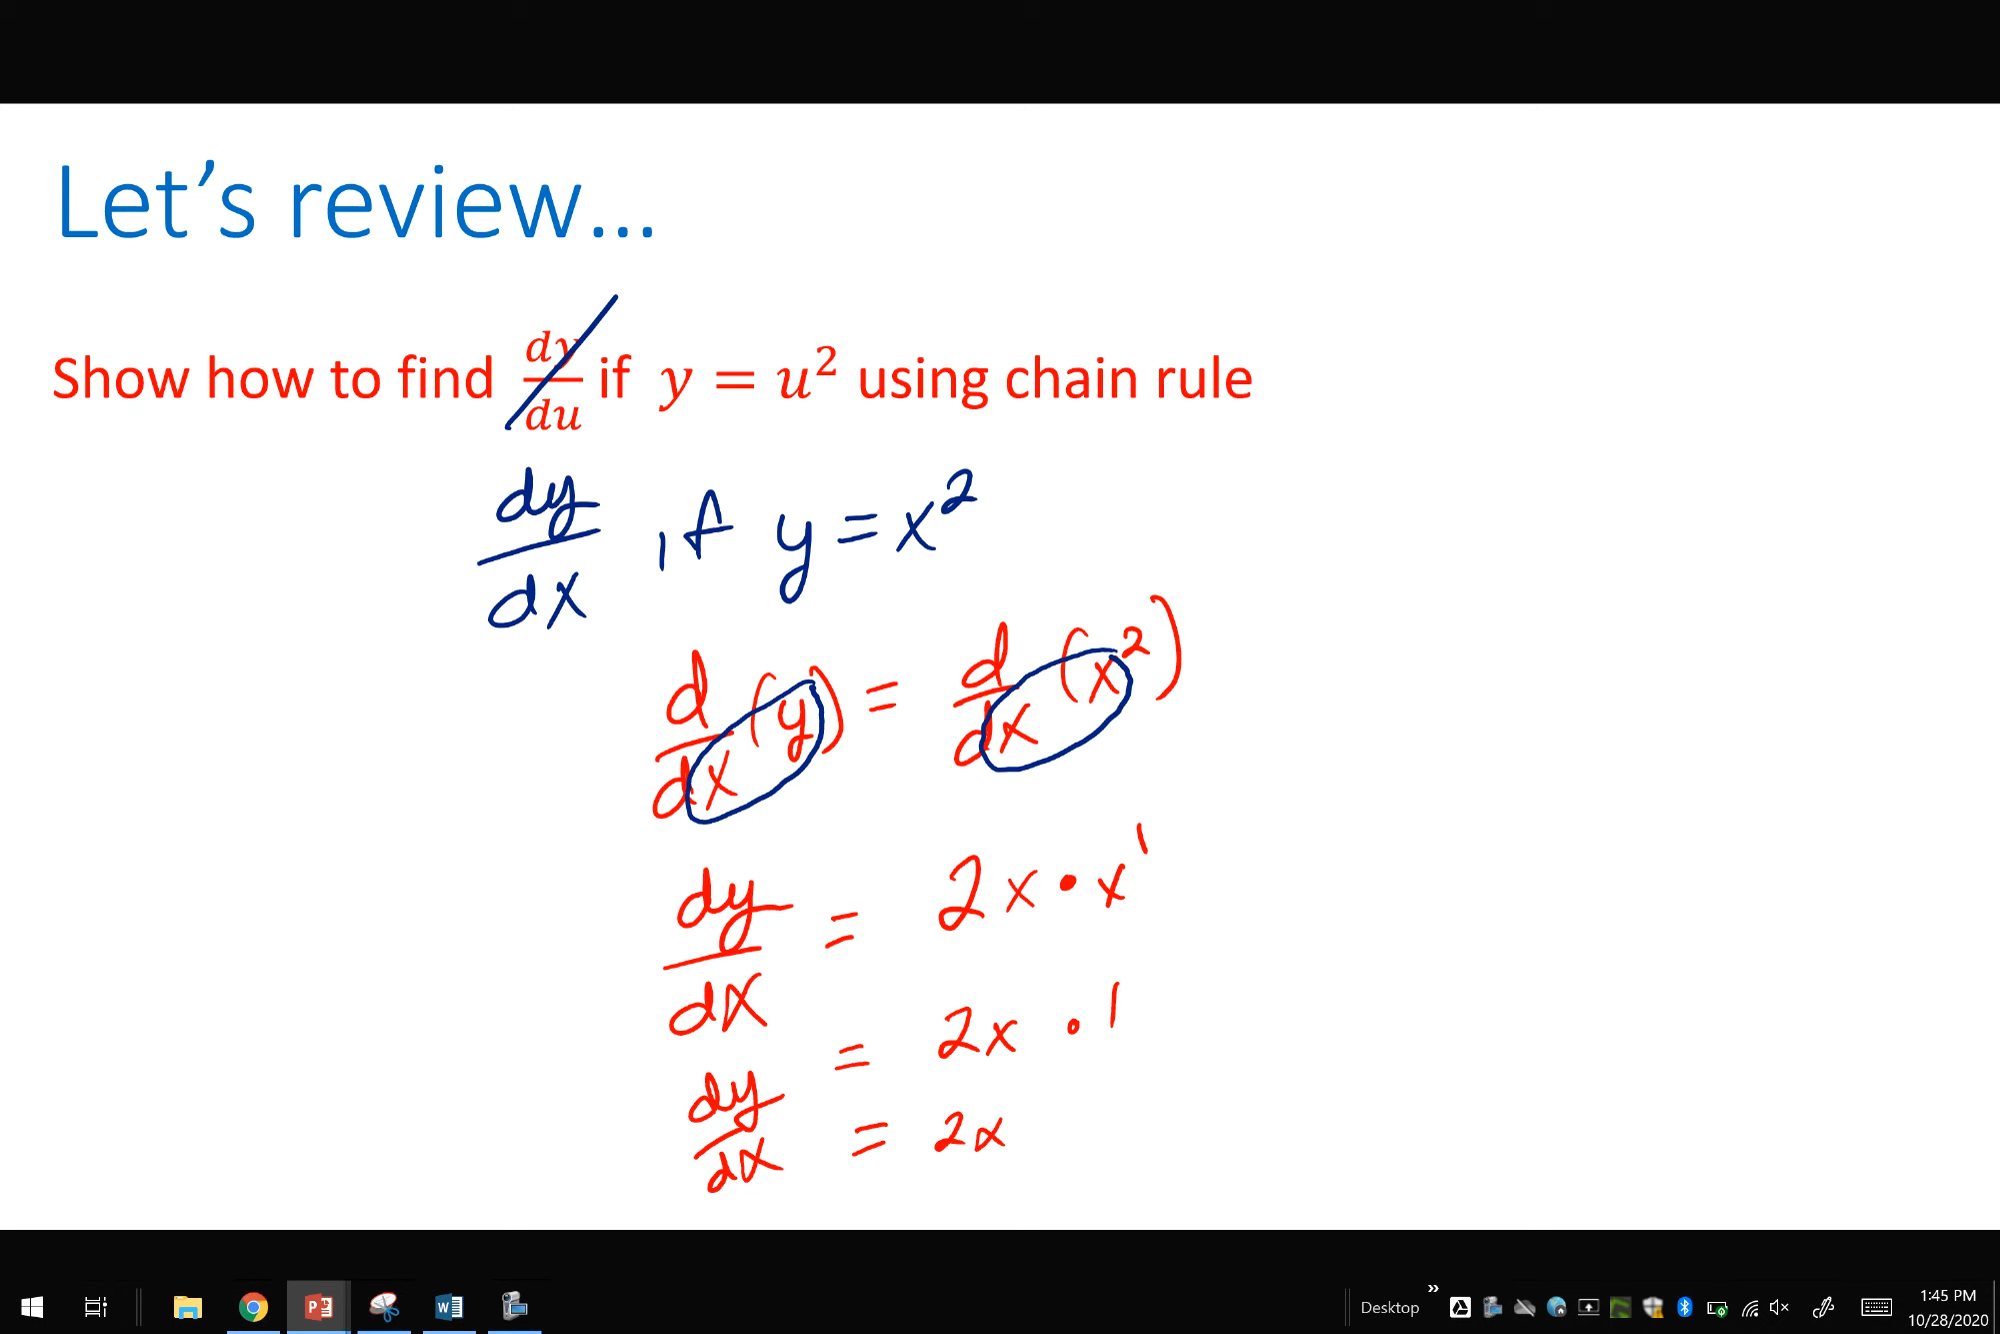 Let's review...
Show how to find dy/du if y = u² using chain rule
dy/dx if y = x²
d/dx (y) = d/dx (x²)
dy/dx = 2x • x'
= 2x • 1
dy/dx = 2x
Desktop
1:45 PM
10/28/2020